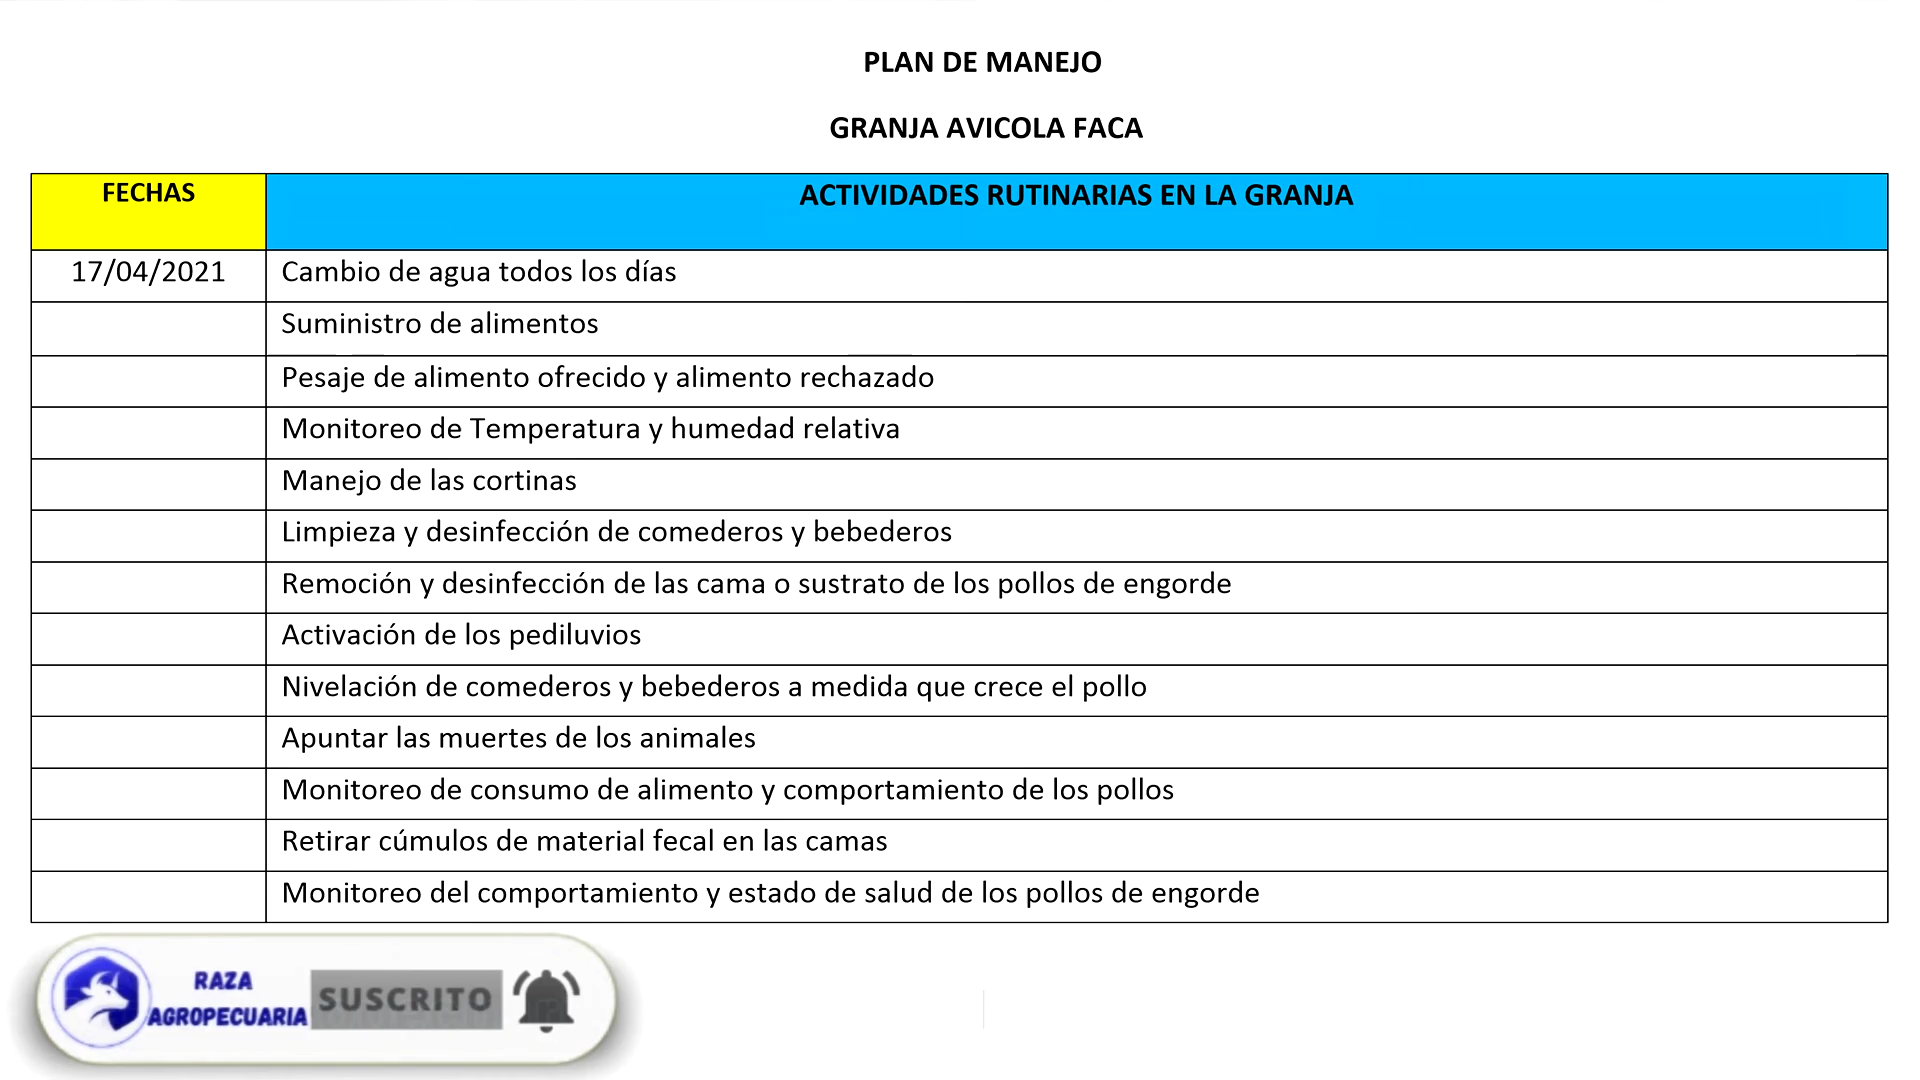 PLAN DE MANEJO
GRANJA AVICOLA FACA
FECHAS
ACTIVIDADES RUTINARIAS EN LA GRANJA
17/04/2021
Cambio de agua todos los días
Suministro de alimentos
Pesaje de alimento ofrecido y alimento rechazado
Monitoreo de Temperatura y humedad relativa
Manejo de las cortinas
Limpieza y desinfección de comederos y bebederos
Remoción y desinfección de las cama o sustrato de los pollos de engorde
Activación de los pediluvios
Nivelación de comederos y bebederos a medida que crece el pollo
Apuntar las muertes de los animales
Monitoreo de consumo de alimento y comportamiento de los pollos
Retirar cúmulos de material fecal en las camas
Monitoreo del comportamiento y estado de salud de los pollos de engorde
RAZA
AGROPECUARIA
SUSCRITO